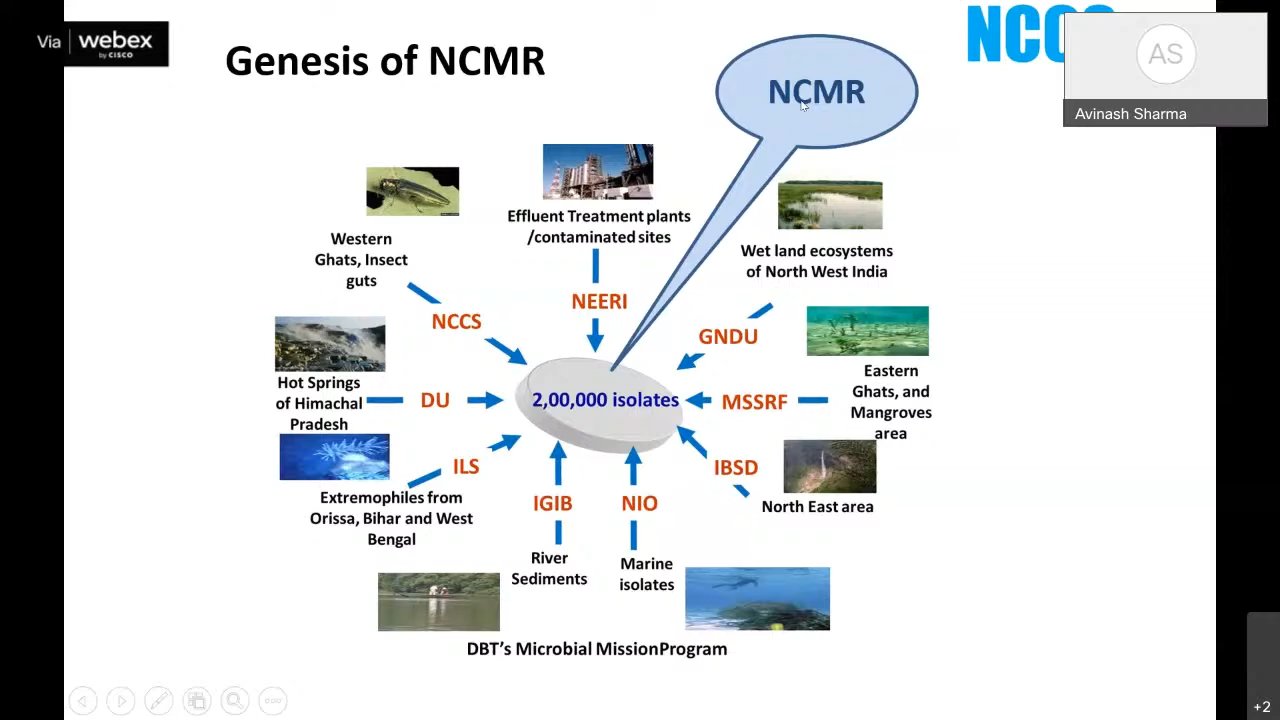 Via webex
by CISCO
Genesis of NCMR
NCMR
AS
Avinash Sharma
Effluent Treatment plants
/contaminated sites
Western
Ghats, Insect
guts
Wet land ecosystems
of North West India
NEERI
NCCS
GNDU
Hot Springs
of Himachal
Pradesh
DU
2,00,000 isolates
MSSRF
Eastern
Ghats, and
Mangroves
area
ILS
IBSD
Extremophiles from
Orissa, Bihar and West
Bengal
IGIB
NIO
North East area
River
Sediments
Marine
isolates
DBT's Microbial MissionProgram
+2